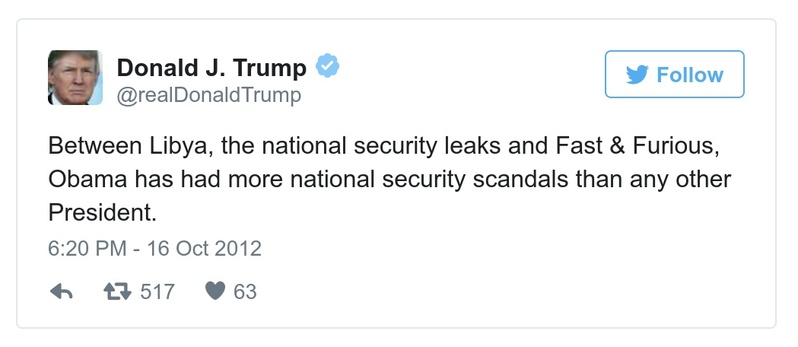 Donald J. Trump
@realDonaldTrump
Follow
Between Libya, the national security leaks and Fast & Furious,
Obama has had more national security scandals than any other
President.
6:20 PM - 16 Oct 2012
517 63